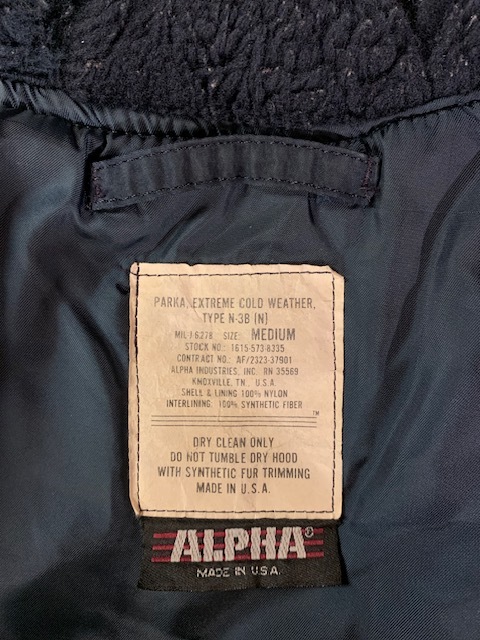 PARKA, EXTREME COLD WEATHER,
TYPE N-3B (N)
MIL-J-6278 SIZE: MEDIUM
STOCK NO.: 1615-573-8335
CONTRACT NO.: AF/2323-37901
ALPHA INDUSTRIES, INC. RN 35569
KNOXVILLE, TN., U.S.A.
SHELL & LINING 100% NYLON
INTERLINING: 100% SYNTHETIC FIBER
TM
DRY CLEAN ONLY
DO NOT TUMBLE DRY HOOD
WITH SYNTHETIC FUR TRIMMING
MADE IN U.S.A.
ALPHA®
MADE IN U.S.A.